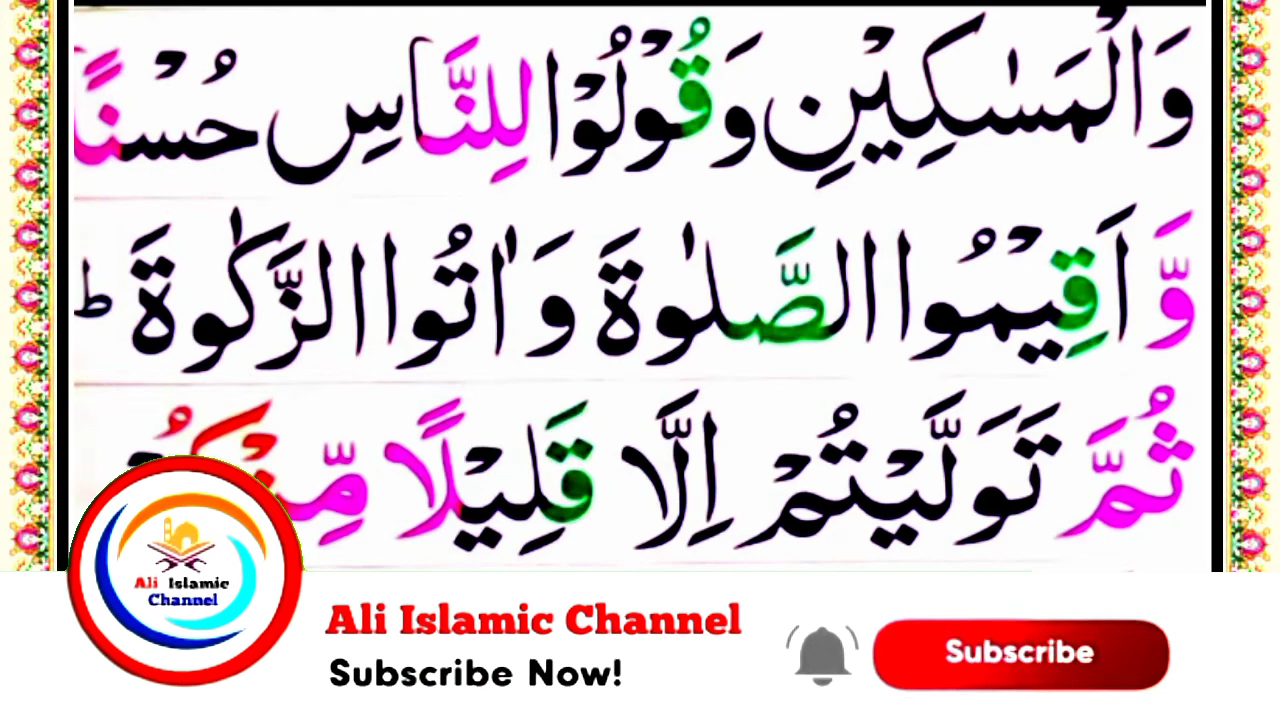 وَالْمَسٰكِيْنِ وَقُوْلُوْا لِلنَّاسِ حُسْنًا
وَّاَقِيْمُوا الصَّلٰوةَ وَاٰتُوا الزَّكٰوةَ ؕ
ثُمَّ تَوَلَّيْتُمْ اِلَّا قَلِيْلًا مِّنْكُمْ
Ali Islamic
Channel
Ali Islamic Channel
Subscribe Now!
Subscribe